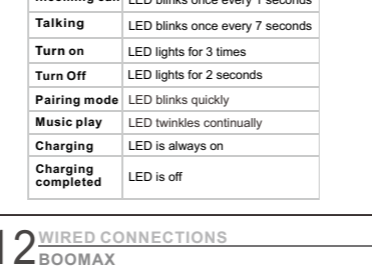 Incoming call LED blinks once every 1 seconds
Talking LED blinks once every 7 seconds
Turn on LED lights for 3 times
Turn Off LED lights for 2 seconds
Pairing mode LED blinks quickly
Music play LED twinkles continually
Charging LED is always on
Charging
completed LED is off
12 WIRED CONNECTIONS
BOOMAX